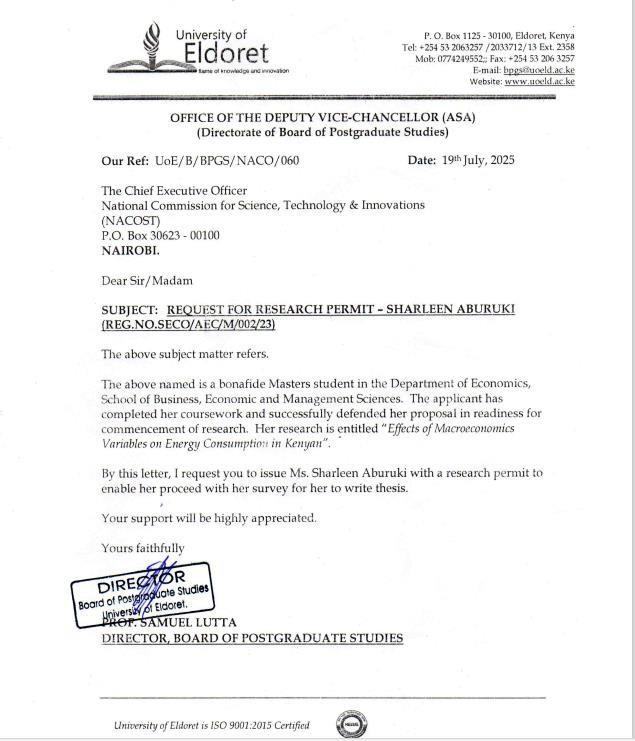 University of
Eldoret
flame of knowledge and innovation
P. O. Box 1125 - 30100, Eldoret, Kenya
Tel: +254 53 2063257 /2033712/13 Ext. 2358
Mob: 0774249552;; Fax: +254 53 206 3257
E-mail: bpgs@uoeld.ac.ke
Website: www.uoeld.ac.ke
OFFICE OF THE DEPUTY VICE-CHANCELLOR (ASA)
(Directorate of Board of Postgraduate Studies)
Our Ref: UoE/B/BPGS/NACO/060 Date: 19th July, 2025
The Chief Executive Officer
National Commission for Science, Technology & Innovations
(NACOST)
P.O. Box 30623 - 00100
NAIROBI.
Dear Sir/Madam
SUBJECT: REQUEST FOR RESEARCH PERMIT – SHARLEEN ABURUKI
(REG.NO.SECO/AEC/M/002/23)
The above subject matter refers.
The above named is a bonafide Masters student in the Department of Economics,
School of Business, Economic and Management Sciences. The applicant has
completed her coursework and successfully defended her proposal in readiness for
commencement of research. Her research is entitled "Effects of Macroeconomics
Variables on Energy Consumption in Kenyan".
By this letter, I request you to issue Ms. Sharleen Aburuki with a research permit to
enable her proceed with her survey for her to write thesis.
Your support will be highly appreciated.
Yours faithfully
DIRECTOR
Board of Postgraduate Studies
University of Eldoret.
PROF. SAMUEL LUTTA
DIRECTOR, BOARD OF POSTGRADUATE STUDIES
University of Eldoret is ISO 9001:2015 Certified